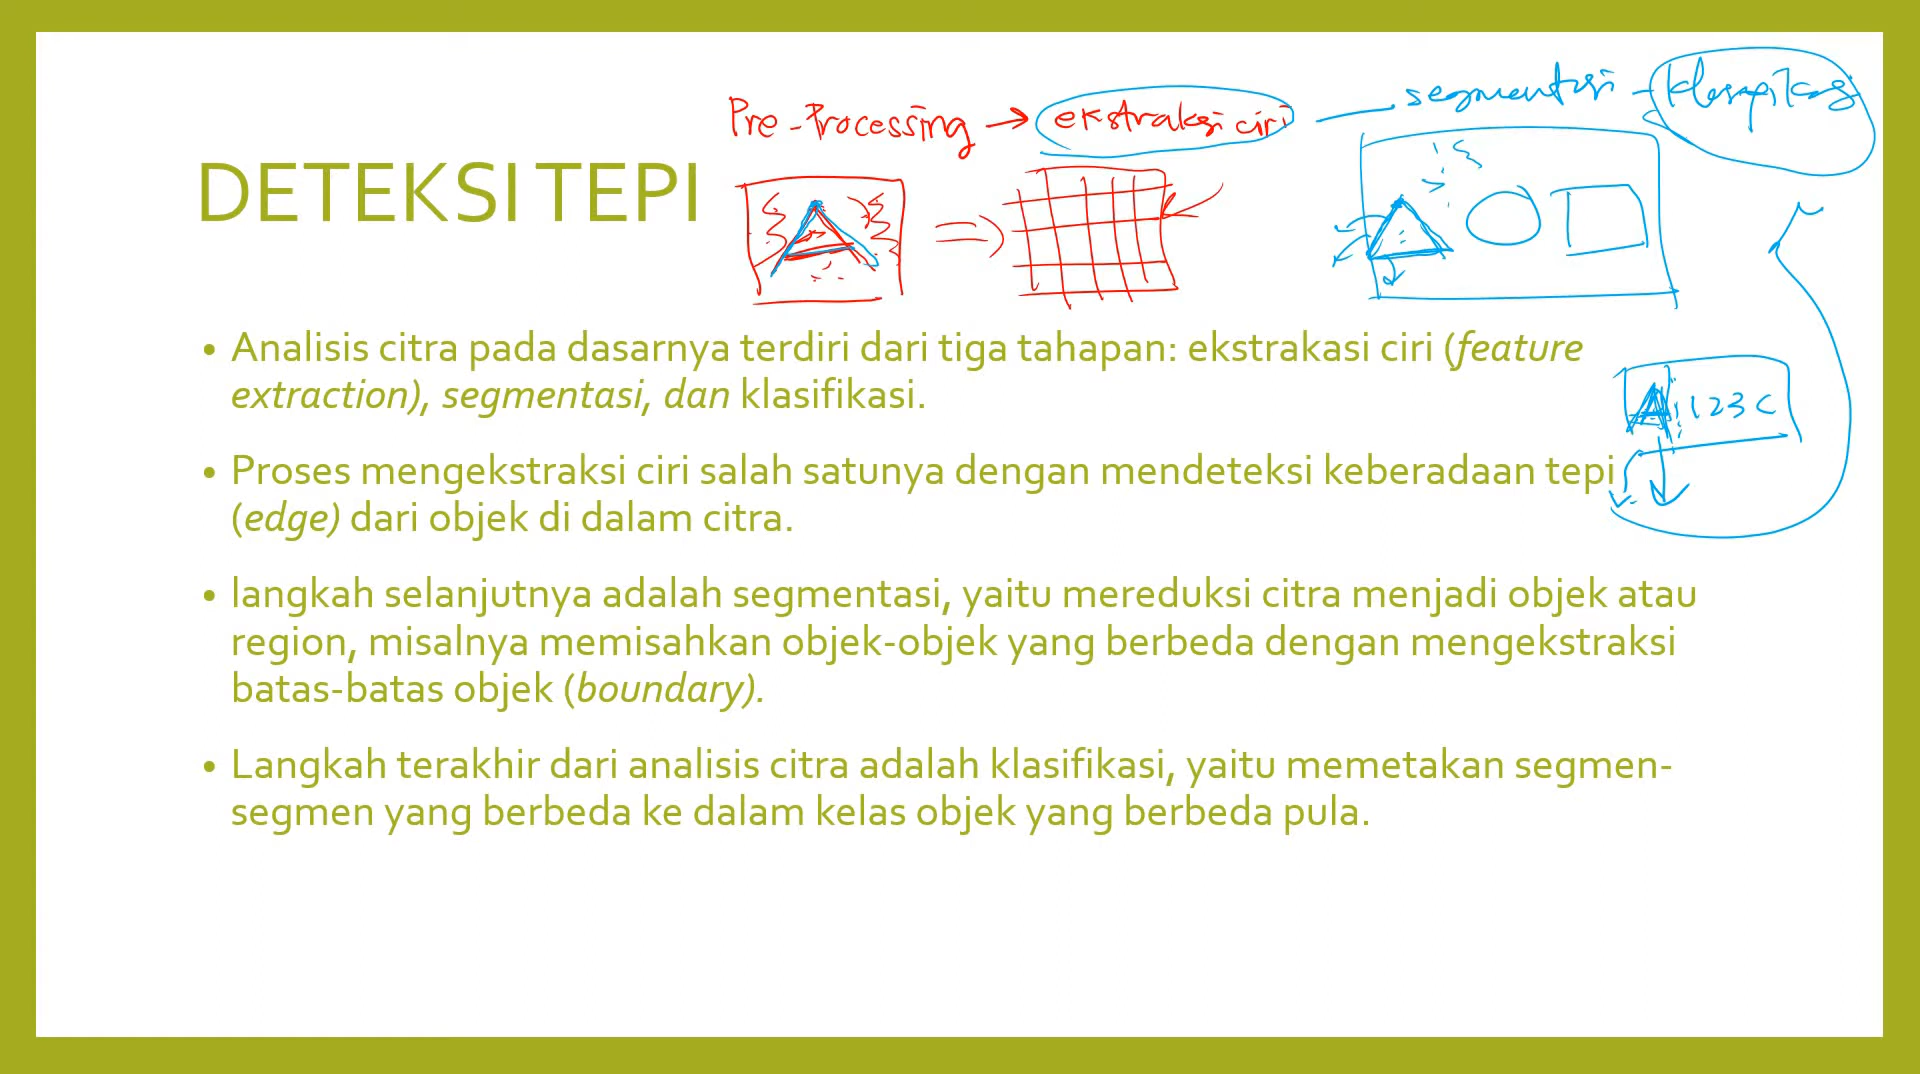 Pre-Processing → ekstraksi ciri — segmentasi - klasifikasi
DETEKSI TEPI
A
• Analisis citra pada dasarnya terdiri dari tiga tahapan: ekstrakasi ciri (feature
extraction), segmentasi, dan klasifikasi.
A 123C
• Proses mengekstraksi ciri salah satunya dengan mendeteksi keberadaan tepi
(edge) dari objek di dalam citra.
• langkah selanjutnya adalah segmentasi, yaitu mereduksi citra menjadi objek atau
region, misalnya memisahkan objek-objek yang berbeda dengan mengekstraksi
batas-batas objek (boundary).
• Langkah terakhir dari analisis citra adalah klasifikasi, yaitu memetakan segmen-
segmen yang berbeda ke dalam kelas objek yang berbeda pula.